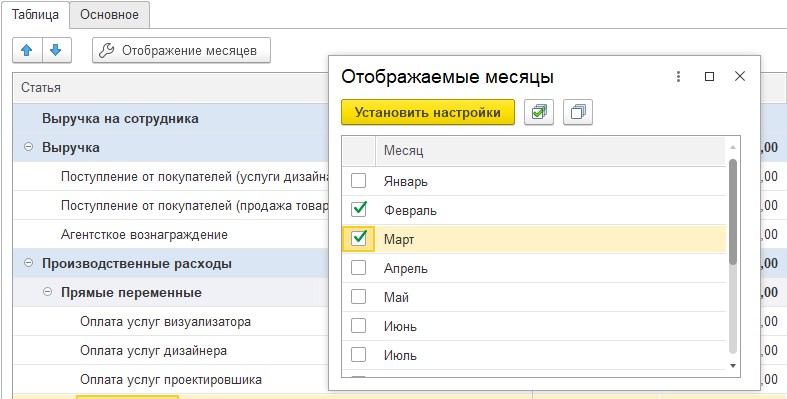 Таблица Основное
Отображение месяцев
Отображаемые месяцы
Статья
Установить настройки
Выручка на сотрудника
Месяц
Выручка ,00
Январь
Поступление от покупателей (услуги дизайна ,00
Поступление от покупателей (продажа товар ,00
Февраль
Агентсткое вознаграждение ,00
Март
Производственные расходы ,00
Апрель
Прямые переменные ,00
Май
Оплата услуг визуализатора ,00
Июнь
Оплата услуг дизайнера ,00
Июль
Оплата услуг проектировшика ,00